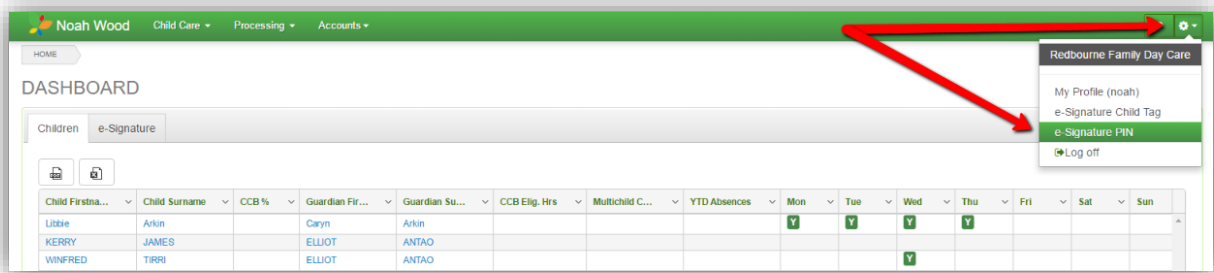 Noah Wood Child Care Processing Accounts
HOME
Redbourne Family Day Care
DASHBOARD
My Profile (noah)
e-Signature Child Tag
e-Signature PIN
Log off
Children e-Signature
Child Firstna... Child Surname CCB % Guardian Fir... Guardian Su... CCB Elig. Hrs Multichild C... YTD Absences Mon Tue Wed Thu Fri Sat Sun
Libbie Arkin Caryn Arkin Y Y Y Y
KERRY JAMES ELLIOT ANTAO
WINFRED TIRRI ELLIOT ANTAO Y